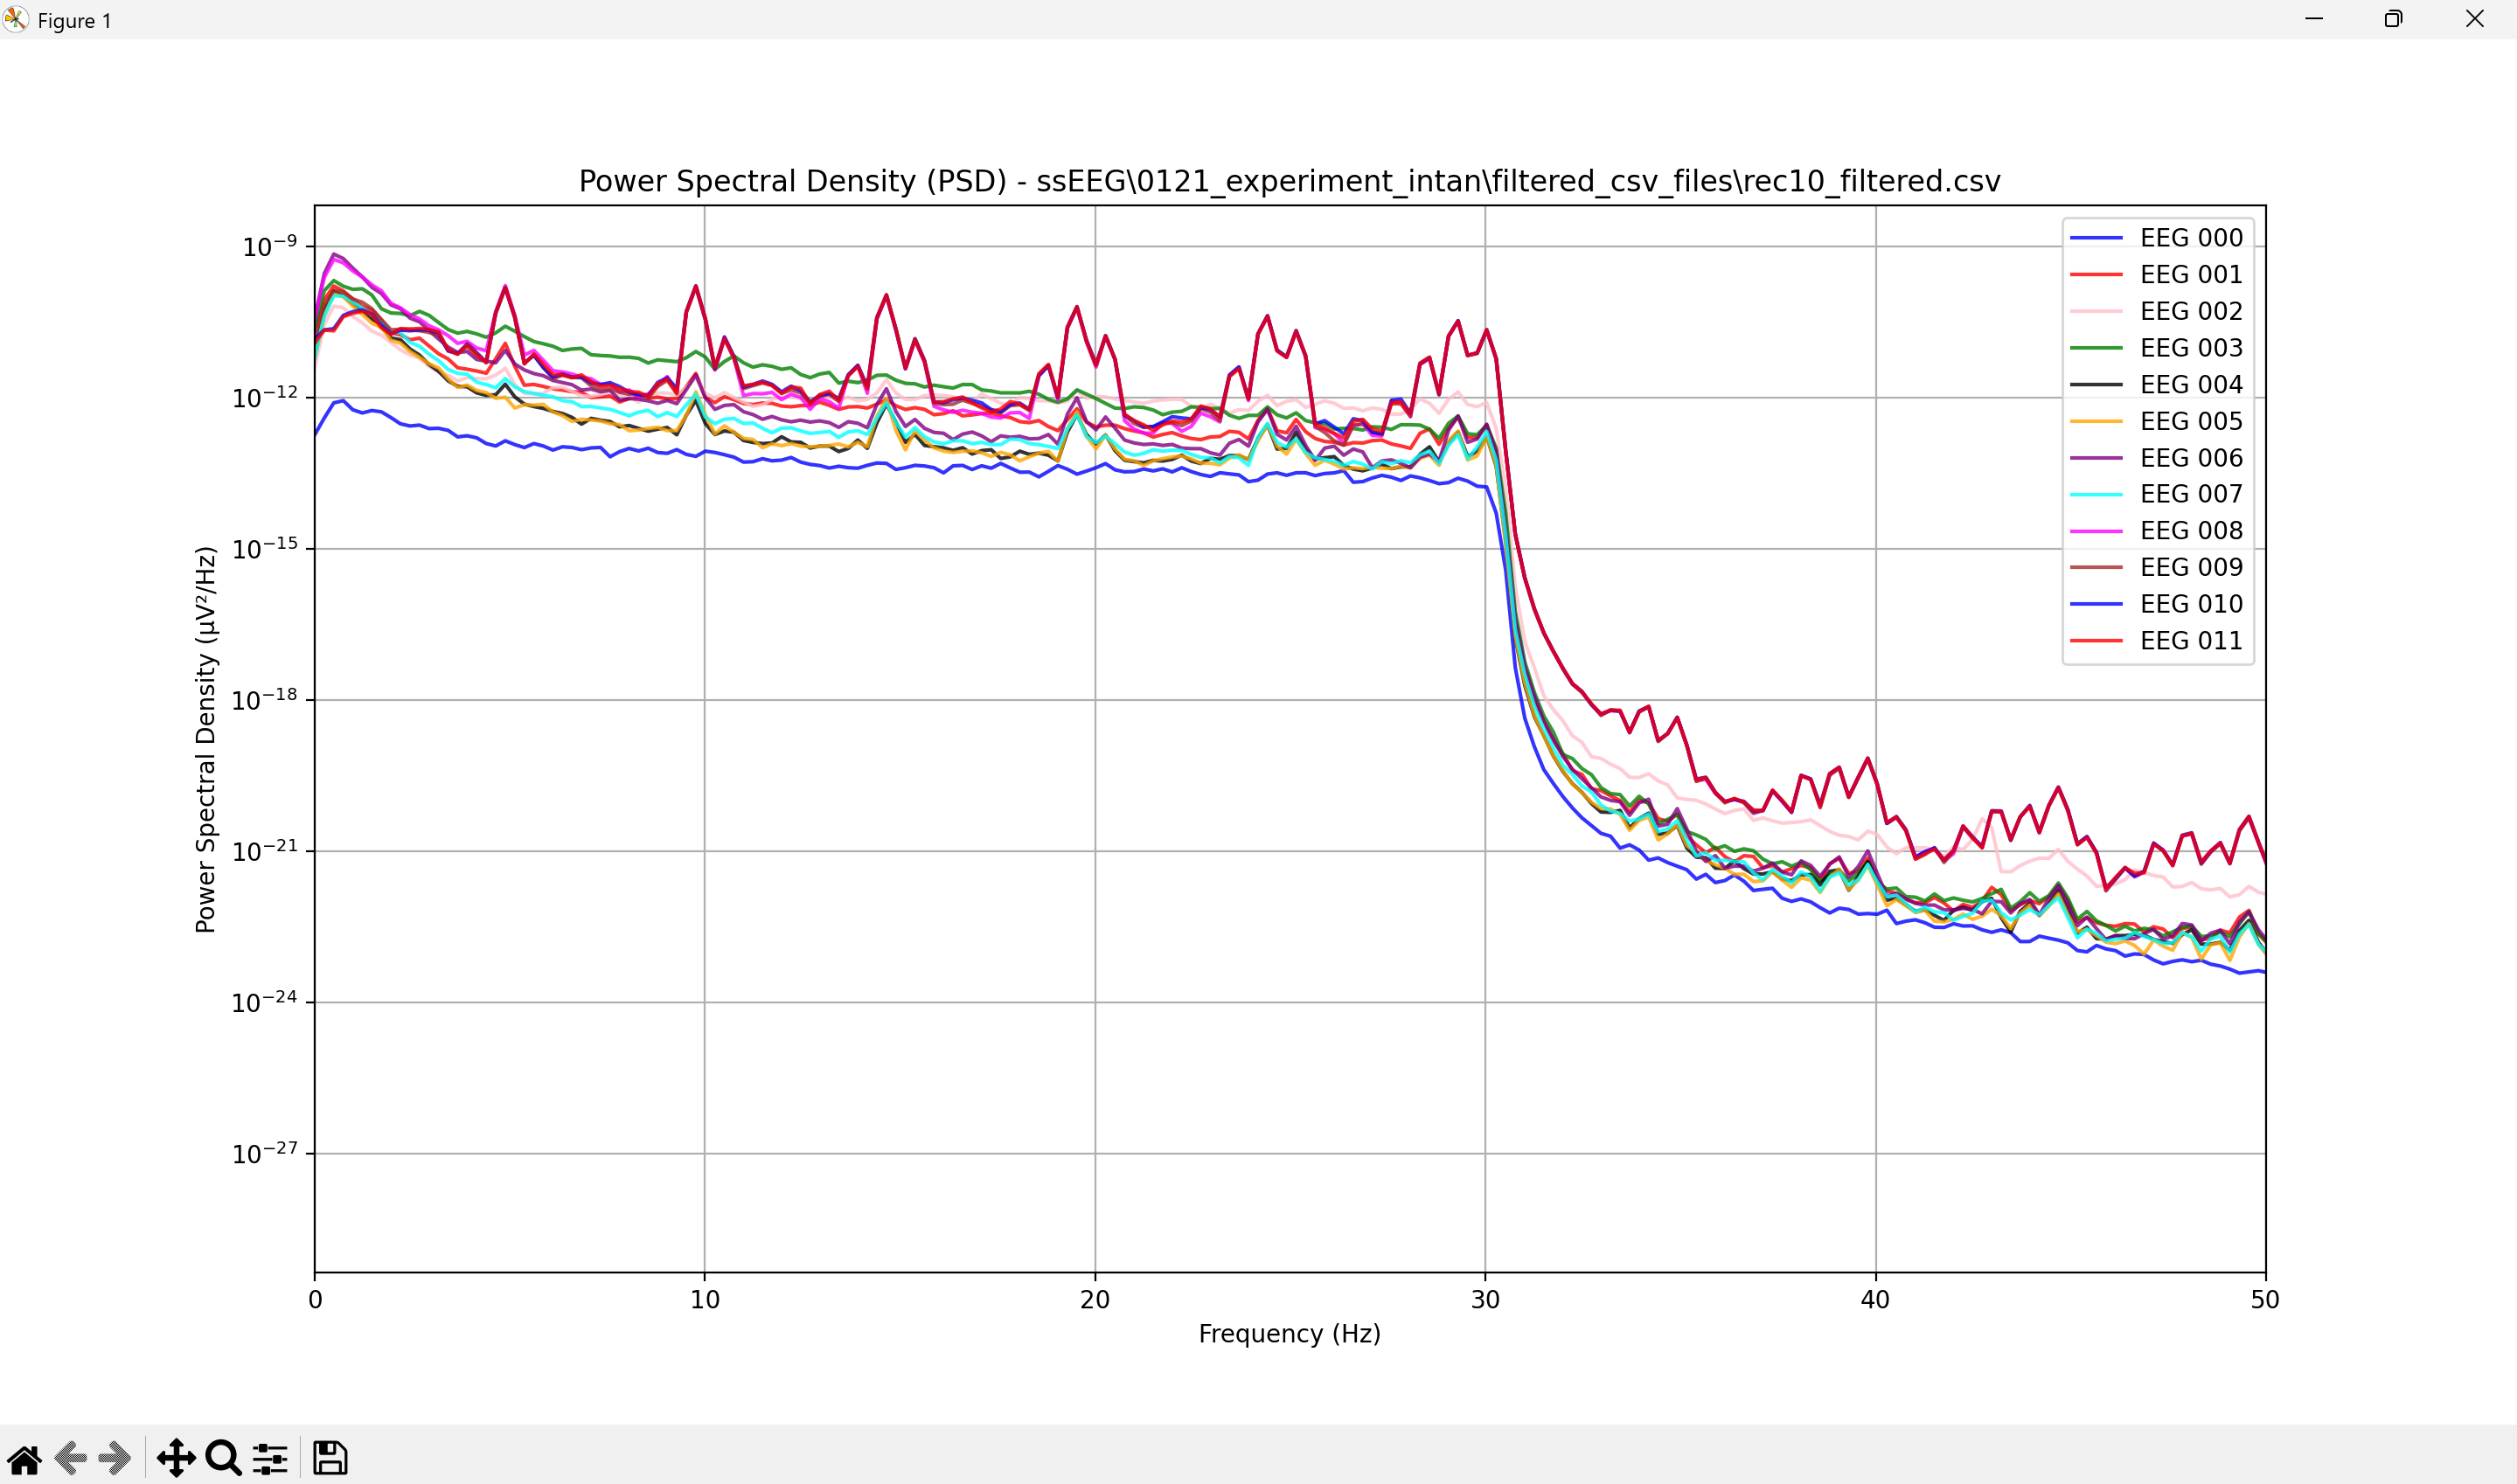 Figure 1
Power Spectral Density (PSD) - ssEEG\0121_experiment_intan\filtered_csv_files\rec10_filtered.csv
Power Spectral Density (µV²/Hz)
10⁻⁹
10⁻¹²
10⁻¹⁵
10⁻¹⁸
10⁻²¹
10⁻²⁴
10⁻²⁷
EEG 000
EEG 001
EEG 002
EEG 003
EEG 004
EEG 005
EEG 006
EEG 007
EEG 008
EEG 009
EEG 010
EEG 011
0 10 20 30 40 50
Frequency (Hz)